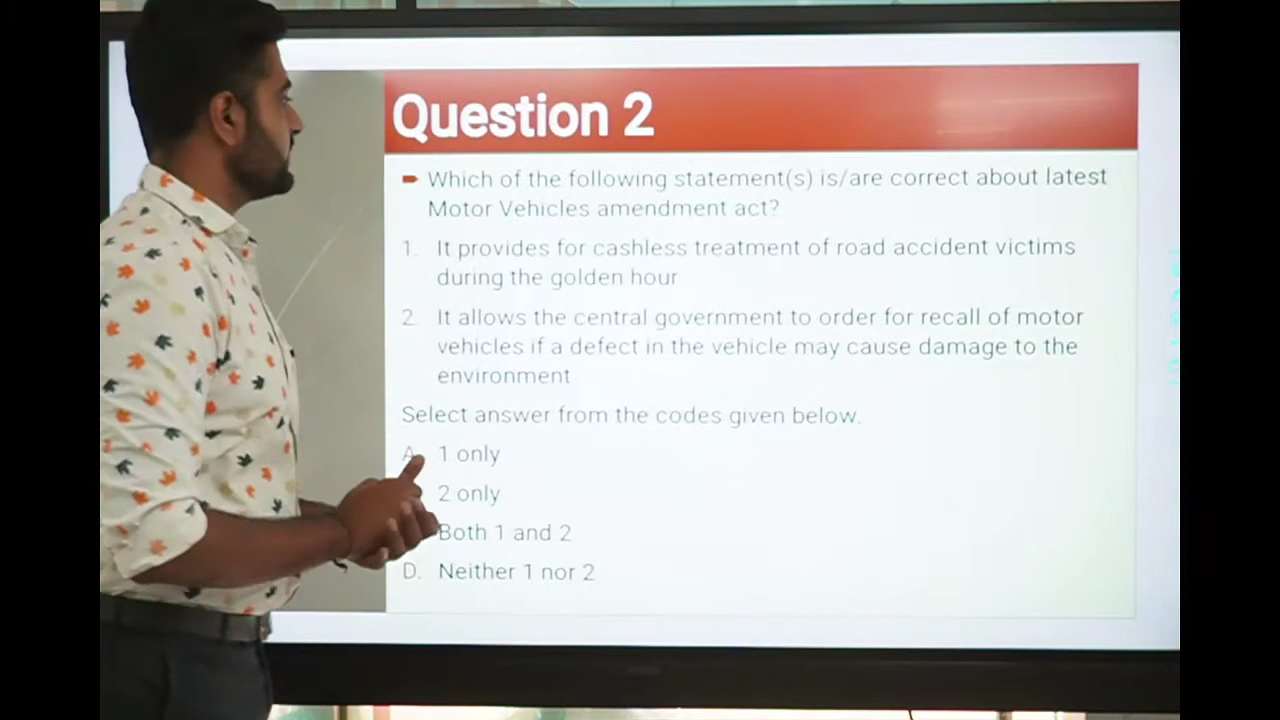 Question 2
Which of the following statement(s) is/are correct about latest
Motor Vehicles amendment act?
1. It provides for cashless treatment of road accident victims
during the golden hour
2. It allows the central government to order for recall of motor
vehicles if a defect in the vehicle may cause damage to the
environment
Select answer from the codes given below.
A. 1 only
2 only
Both 1 and 2
D. Neither 1 nor 2